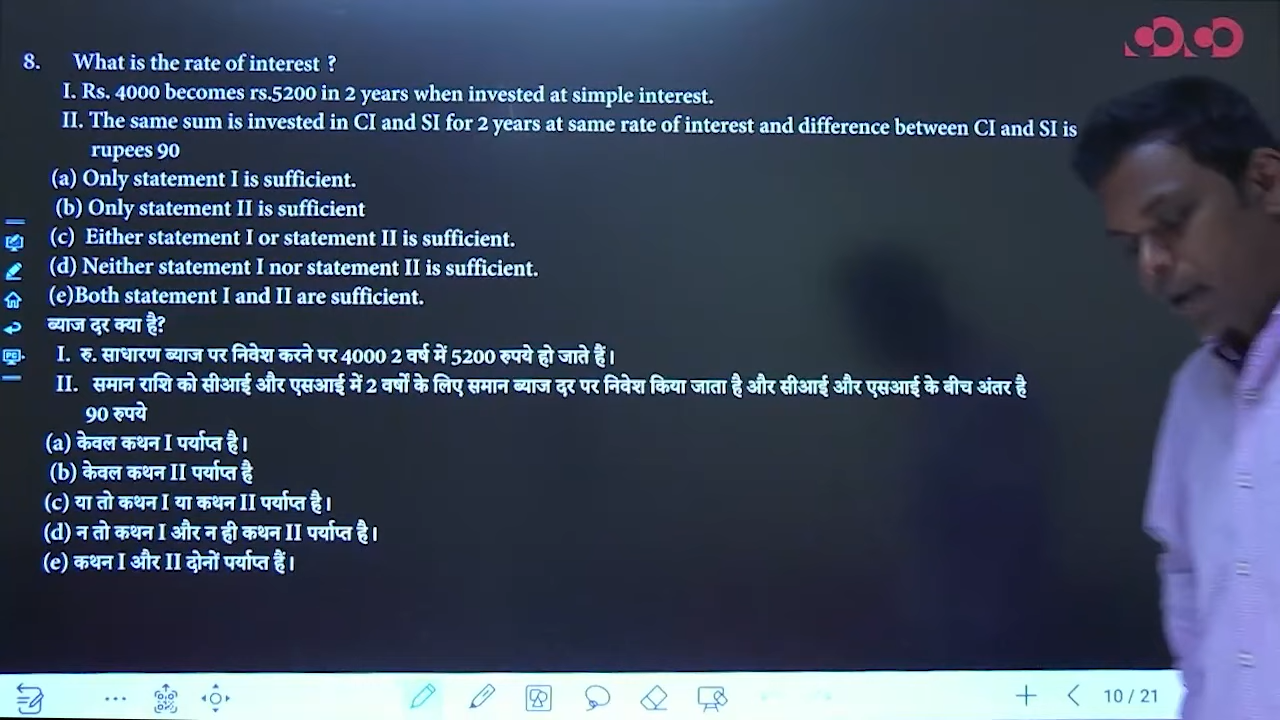 8. What is the rate of interest ?
I. Rs. 4000 becomes rs.5200 in 2 years when invested at simple interest.
II. The same sum is invested in CI and SI for 2 years at same rate of interest and difference between CI and SI is
rupees 90
(a) Only statement I is sufficient.
(b) Only statement II is sufficient
(c) Either statement I or statement II is sufficient.
(d) Neither statement I nor statement II is sufficient.
(e)Both statement I and II are sufficient.
ब्याज दर क्या है?
I. रु. साधारण ब्याज पर निवेश करने पर 4000 2 वर्ष में 5200 रुपये हो जाते हैं।
II. समान राशि को सीआई और एसआई में 2 वर्षों के लिए समान ब्याज दर पर निवेश किया जाता है और सीआई और एसआई के बीच अंतर है
90 रुपये
(a) केवल कथन I पर्याप्त है।
(b) केवल कथन II पर्याप्त है
(c) या तो कथन I या कथन II पर्याप्त है।
(d) न तो कथन I और न ही कथन II पर्याप्त है।
(e) कथन I और II दोनों पर्याप्त हैं।
10 / 21